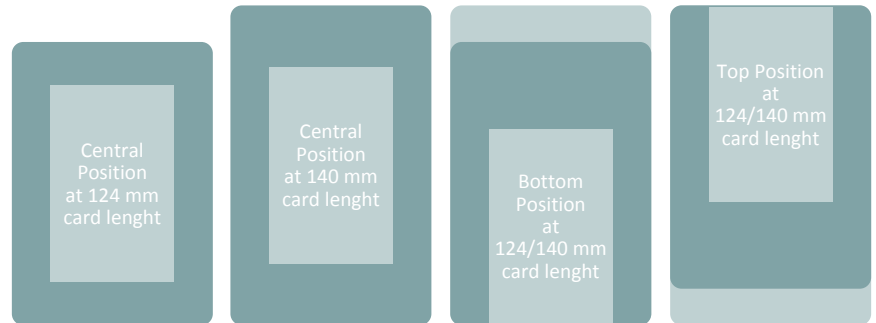 Central
Position
at 124 mm
card lenght
Central
Position
at 140 mm
card lenght
Bottom
Position
at
124/140 mm
card lenght
Top Position
at
124/140 mm
card lenght